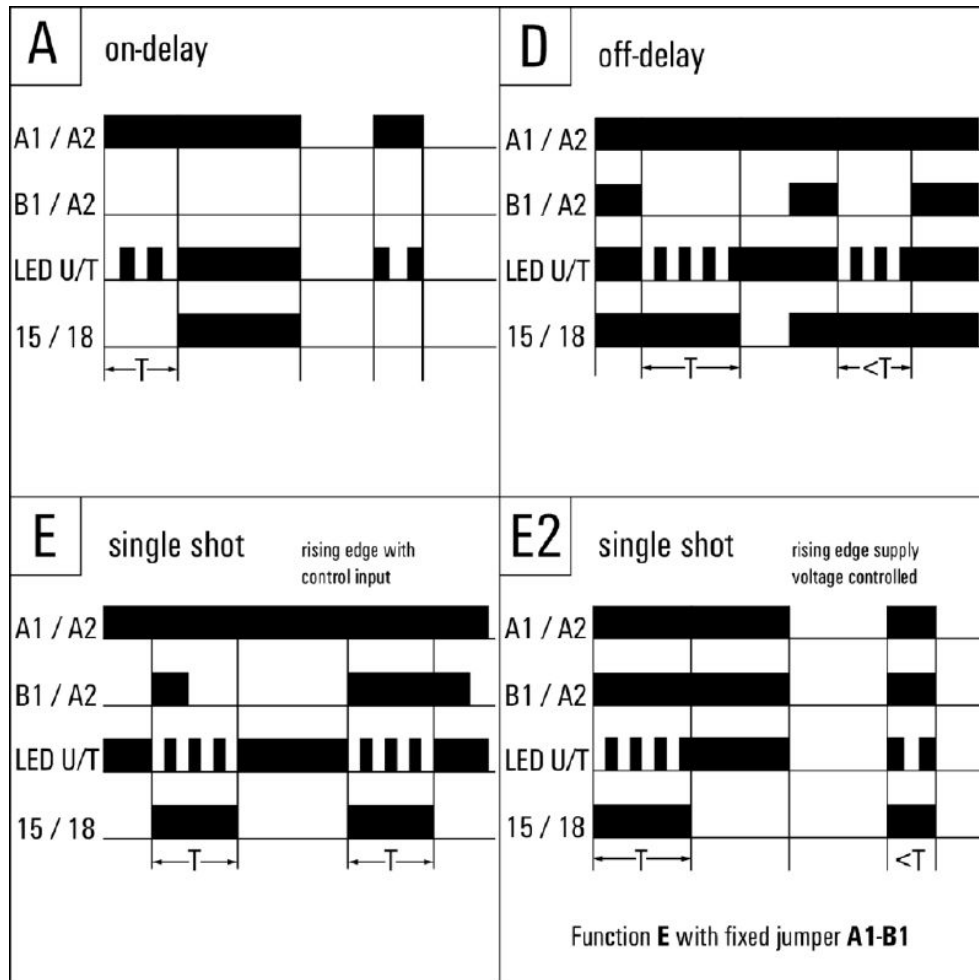 A on-delay
A1 / A2
B1 / A2
LED U/T
15 / 18
T
D off-delay
A1 / A2
B1 / A2
LED U/T
15 / 18
T <T
E single shot rising edge with
control input
A1 / A2
B1 / A2
LED U/T
15 / 18
T T
E2 single shot rising edge supply
voltage controlled
A1 / A2
B1 / A2
LED U/T
15 / 18
T <T
Function E with fixed jumper A1-B1